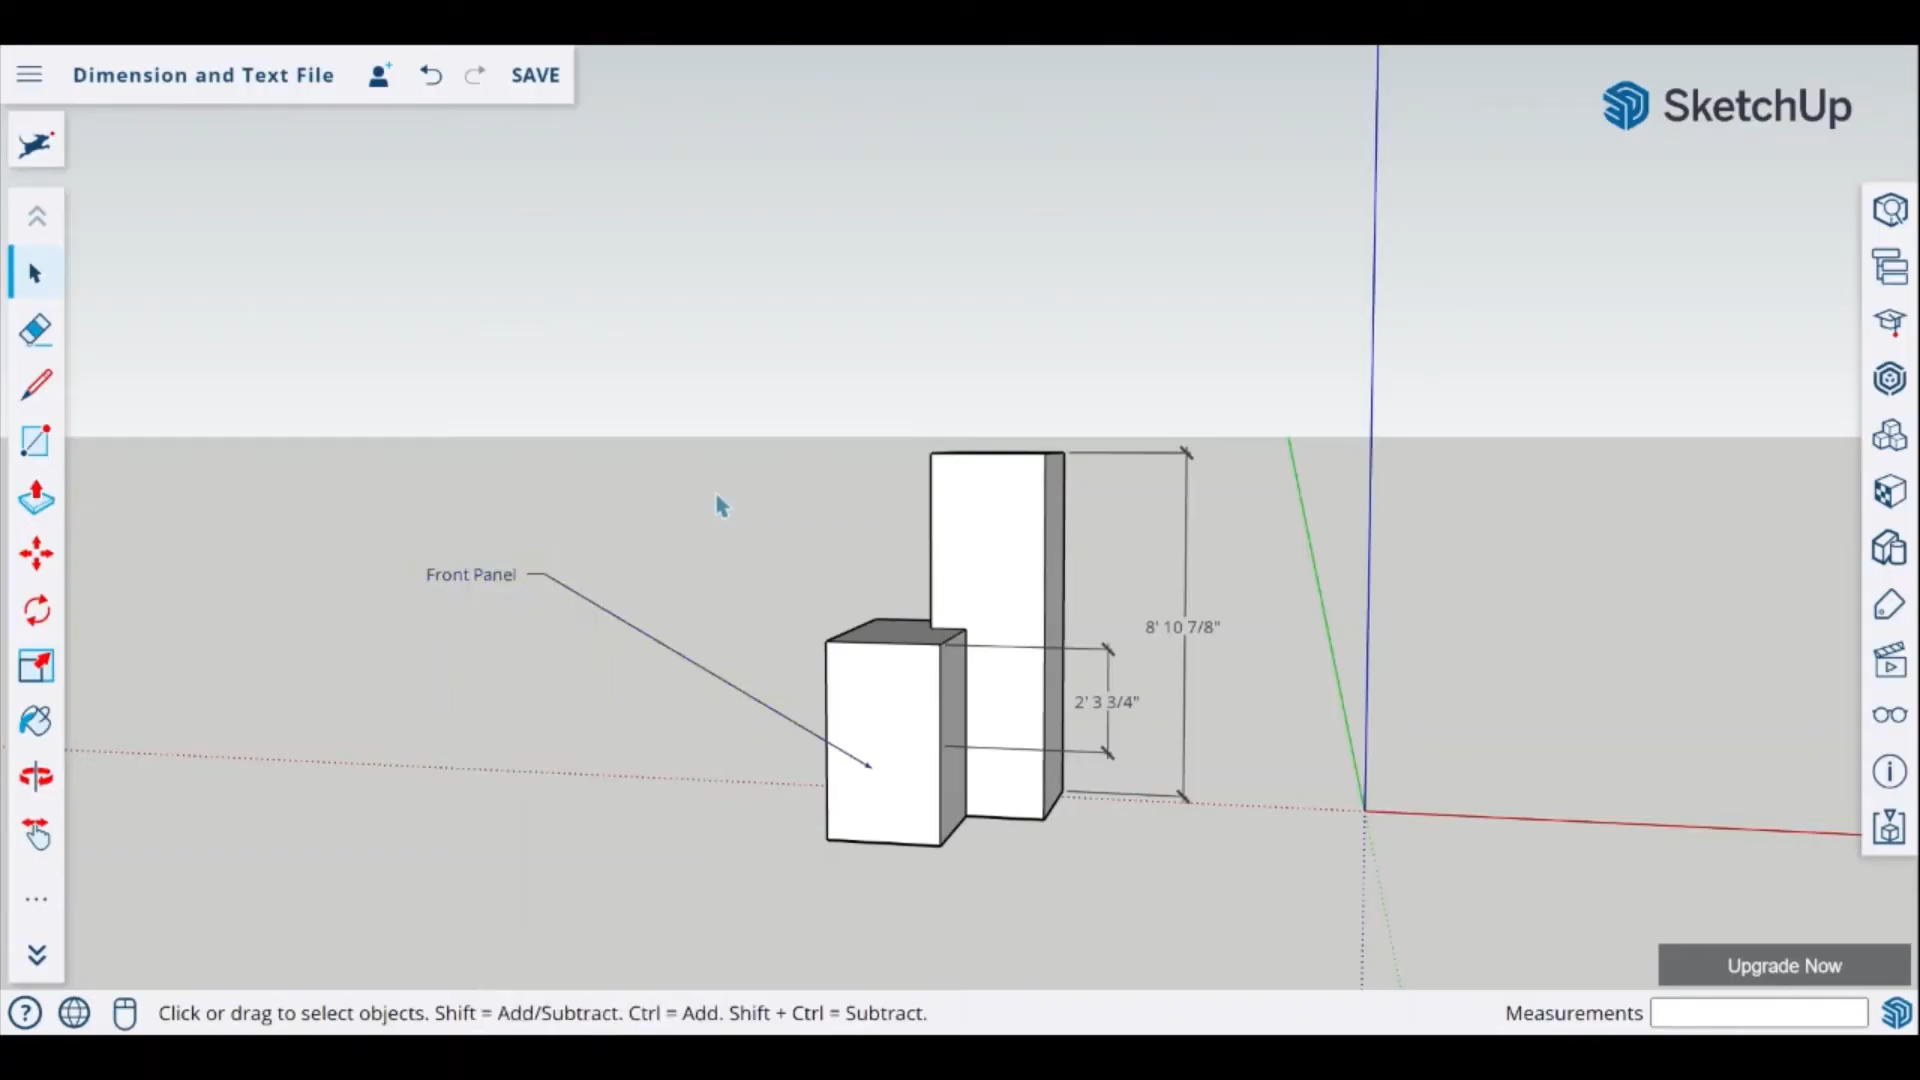 Dimension and Text File
SAVE
SketchUp
Front Panel
8' 10 7/8"
2' 3 3/4"
Upgrade Now
Click or drag to select objects. Shift = Add/Subtract. Ctrl = Add. Shift + Ctrl = Subtract.
Measurements